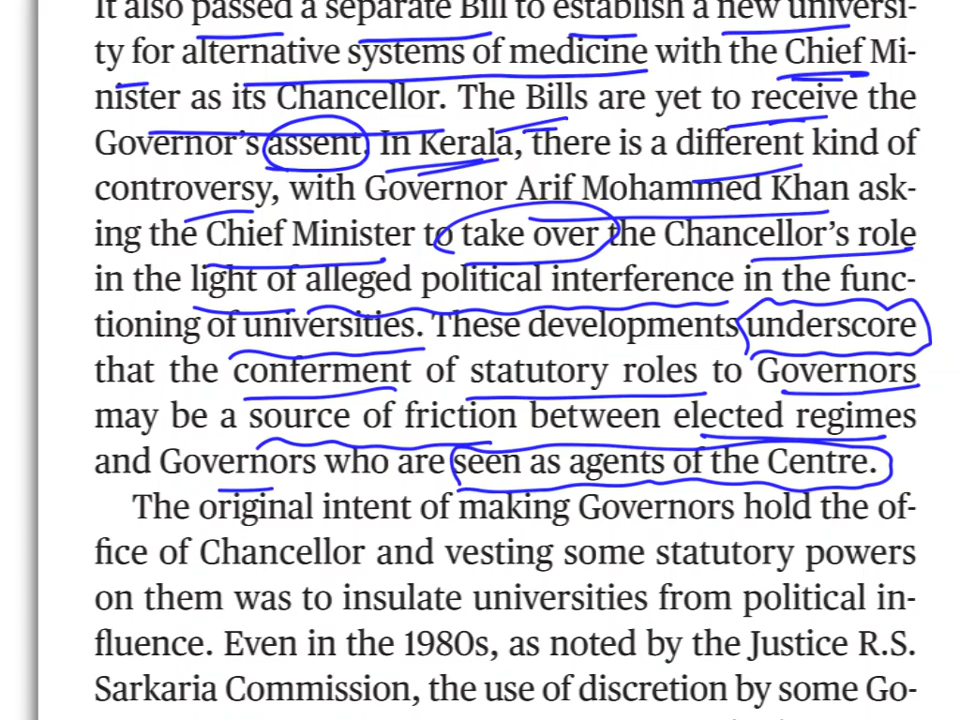 It also passed a separate Bill to establish a new universi-
ty for alternative systems of medicine with the Chief Mi-
nister as its Chancellor. The Bills are yet to receive the
Governor's assent. In Kerala, there is a different kind of
controversy, with Governor Arif Mohammed Khan ask-
ing the Chief Minister to take over the Chancellor's role
in the light of alleged political interference in the func-
tioning of universities. These developments underscore
that the conferment of statutory roles to Governors
may be a source of friction between elected regimes
and Governors who are seen as agents of the Centre.
The original intent of making Governors hold the of-
fice of Chancellor and vesting some statutory powers
on them was to insulate universities from political in-
fluence. Even in the 1980s, as noted by the Justice R.S.
Sarkaria Commission, the use of discretion by some Go-